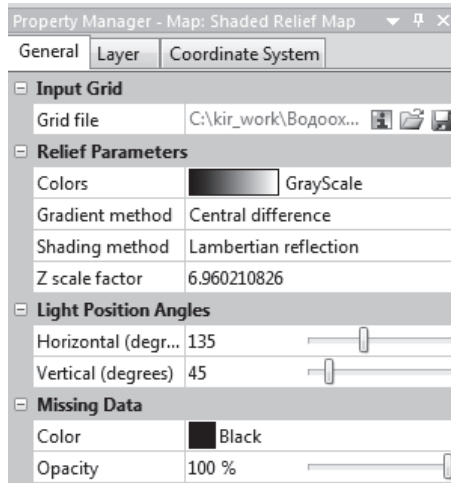 Property Manager - Map: Shaded Relief Map
General Layer Coordinate System
Input Grid
Grid file C:\kir_work\Водоох...
Relief Parameters
Colors GrayScale
Gradient method Central difference
Shading method Lambertian reflection
Z scale factor 6.960210826
Light Position Angles
Horizontal (degr... 135
Vertical (degrees) 45
Missing Data
Color Black
Opacity 100 %